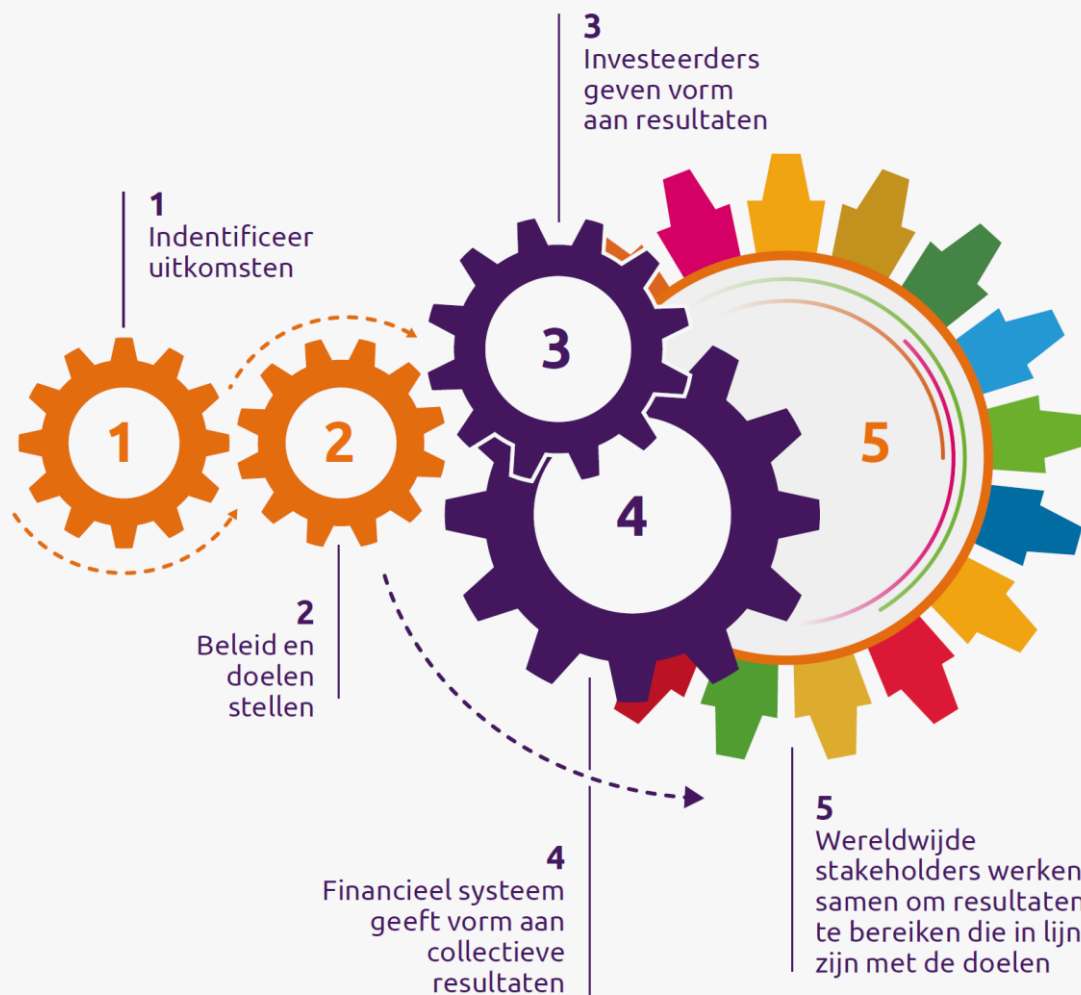 3
Investeerders
geven vorm
aan resultaten
1
Indentificeer
uitkomsten
3
1
2
5
4
2
Beleid en
doelen
stellen
4
Financieel systeem
geeft vorm aan
collectieve
resultaten
5
Wereldwijde
stakeholders werken
samen om resultaten
te bereiken die in lijn
zijn met de doelen